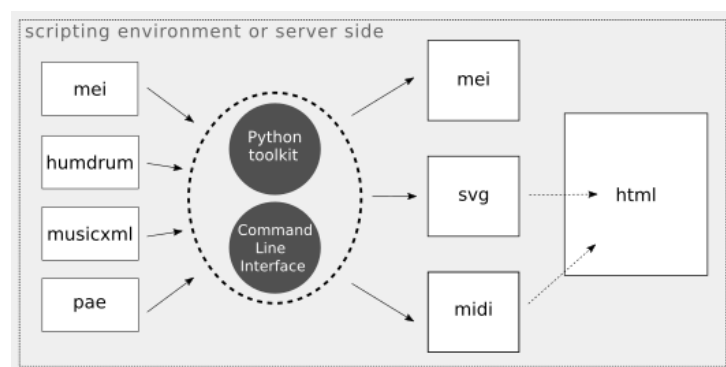 scripting environment or server side
mei
humdrum
musicxml
pae
Python
toolkit
Command
Line
Interface
mei
svg
midi
html